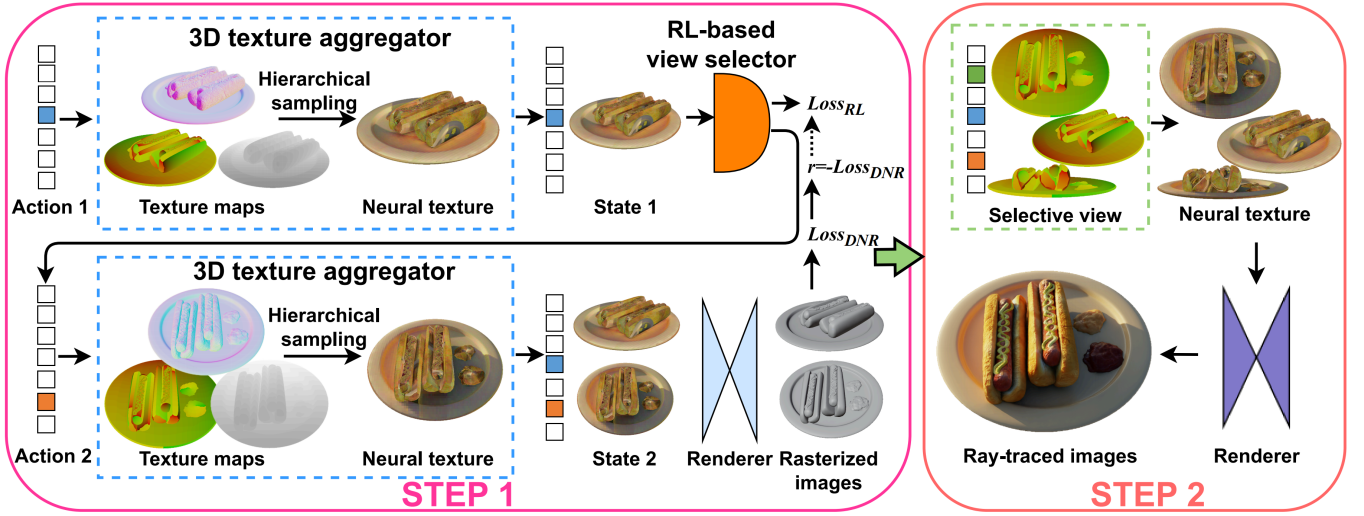 3D texture aggregator
Hierarchical
sampling
Action 1
Texture maps
Neural texture
State 1
RL-based
view selector
Loss_RL
r=-Loss_DNR
Loss_DNR
3D texture aggregator
Hierarchical
sampling
Action 2
Texture maps
Neural texture
State 2
Renderer
Rasterized
images
STEP 1
Selective view
Neural texture
Ray-traced images
Renderer
STEP 2